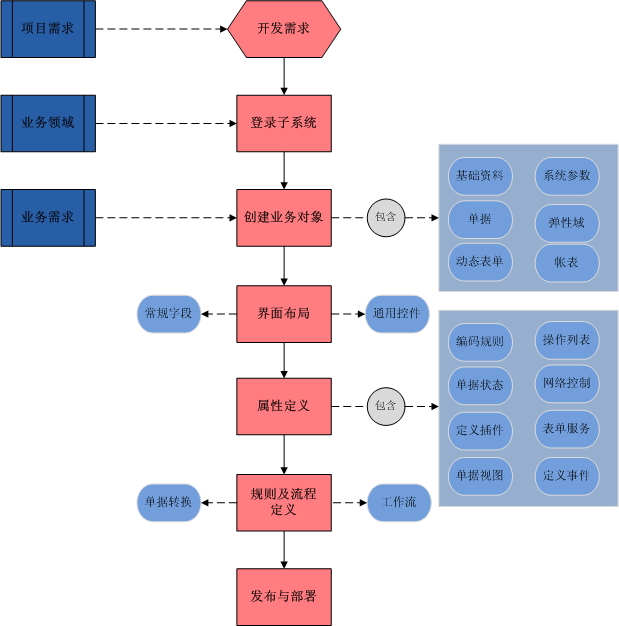 项目需求
开发需求
业务领域
登录子系统
业务需求
创建业务对象
包含
基础资料
系统参数
单据
弹性域
动态表单
帐表
常规字段
界面布局
通用控件
编码规则
操作列表
单据状态
网络控制
属性定义
包含
定义插件
表单服务
单据视图
定义事件
单据转换
规则及流程
定义
工作流
发布与部署